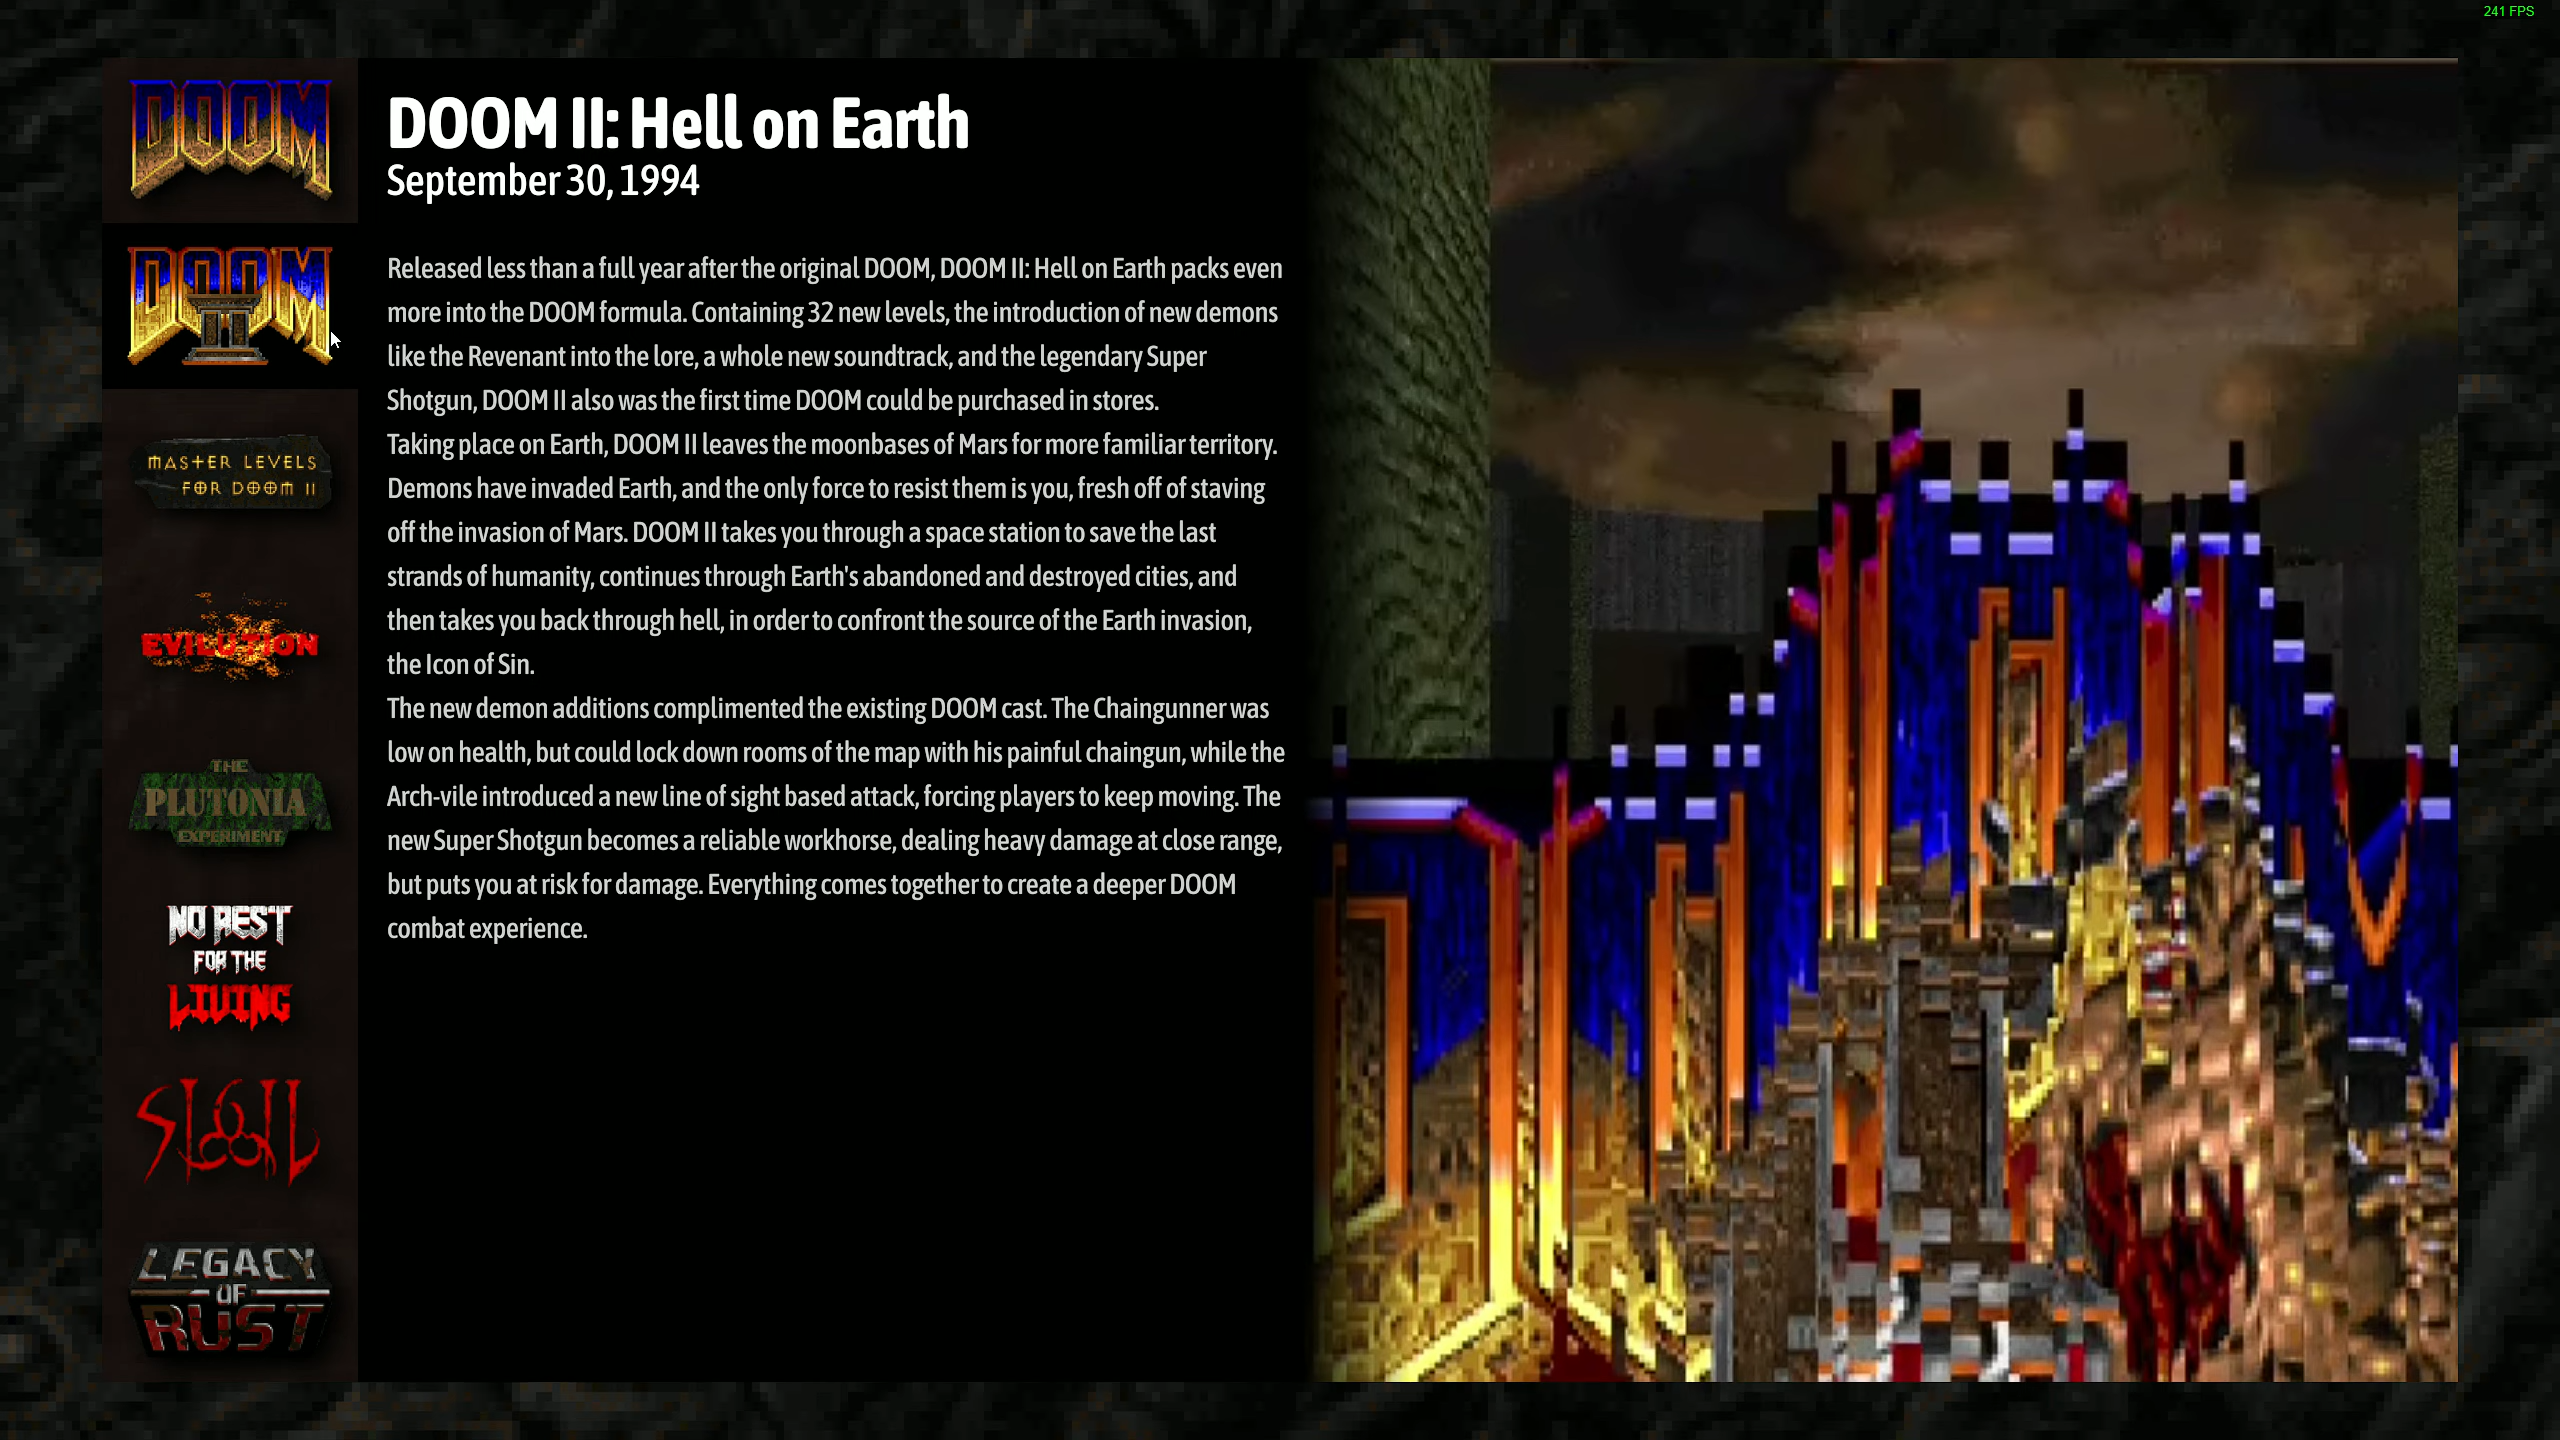 241 FPS
DOOM
DOOM II
MASTER LEVELS
FOR DOOM II
EVILUTION
THE
PLUTONIA
EXPERIMENT
NO REST
FOR THE
LIVING
SIGIL
LEGACY
OF
RUST
DOOM II: Hell on Earth
September 30, 1994
Released less than a full year after the original DOOM, DOOM II: Hell on Earth packs even
more into the DOOM formula. Containing 32 new levels, the introduction of new demons
like the Revenant into the lore, a whole new soundtrack, and the legendary Super
Shotgun, DOOM II also was the first time DOOM could be purchased in stores.
Taking place on Earth, DOOM II leaves the moonbases of Mars for more familiar territory.
Demons have invaded Earth, and the only force to resist them is you, fresh off of staving
off the invasion of Mars. DOOM II takes you through a space station to save the last
strands of humanity, continues through Earth's abandoned and destroyed cities, and
then takes you back through hell, in order to confront the source of the Earth invasion,
the Icon of Sin.
The new demon additions complimented the existing DOOM cast. The Chaingunner was
low on health, but could lock down rooms of the map with his painful chaingun, while the
Arch-vile introduced a new line of sight based attack, forcing players to keep moving. The
new Super Shotgun becomes a reliable workhorse, dealing heavy damage at close range,
but puts you at risk for damage. Everything comes together to create a deeper DOOM
combat experience.